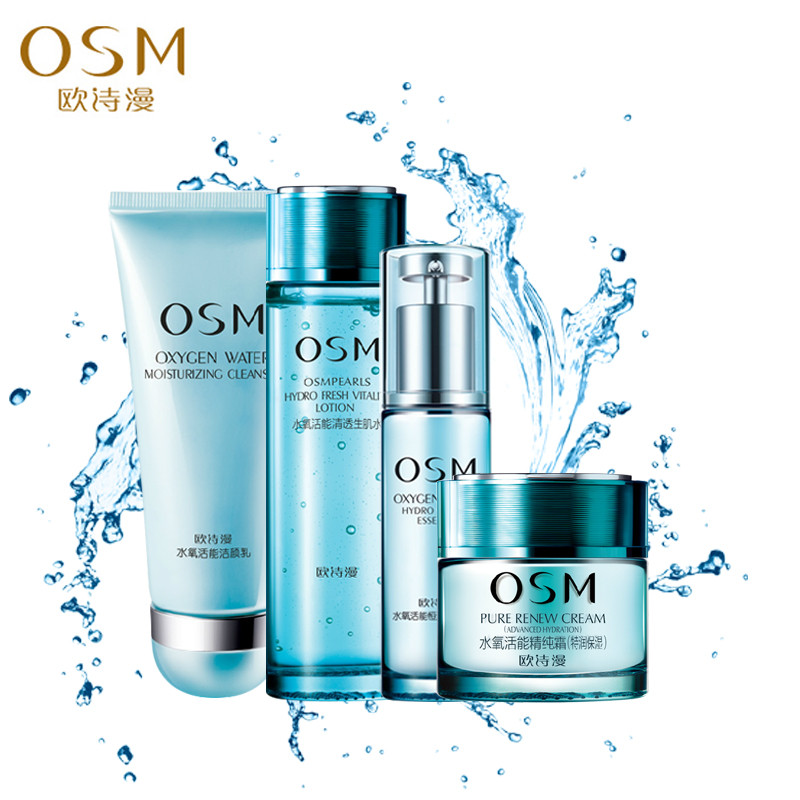 OSM
欧诗漫
OSM
OXYGEN WATER
MOISTURIZING CLEANS
欧诗漫
水氧活能洁颜乳
OSM
OSMPEARLS
HYDRO FRESH VITALI
LOTION
水氧活能清透生肌水
欧诗漫
OSM
OXYGEN
HYDRO
ESSE
欧诗
水氧活能
OSM
PURE RENEW CREAM
(ADVANCED HYDRATION)
水氧活能精纯霜(特润保湿)
欧诗漫